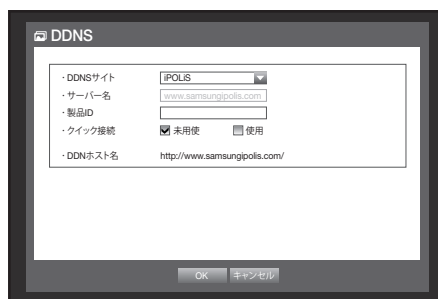 DDNS
・DDNSサイト iPOLiS
・サーバー名 www.samsungipolis.com
・製品ID
・クイック接続 未用使 使用
・DDNホスト名 http://www.samsungipolis.com/
OK キャンセル